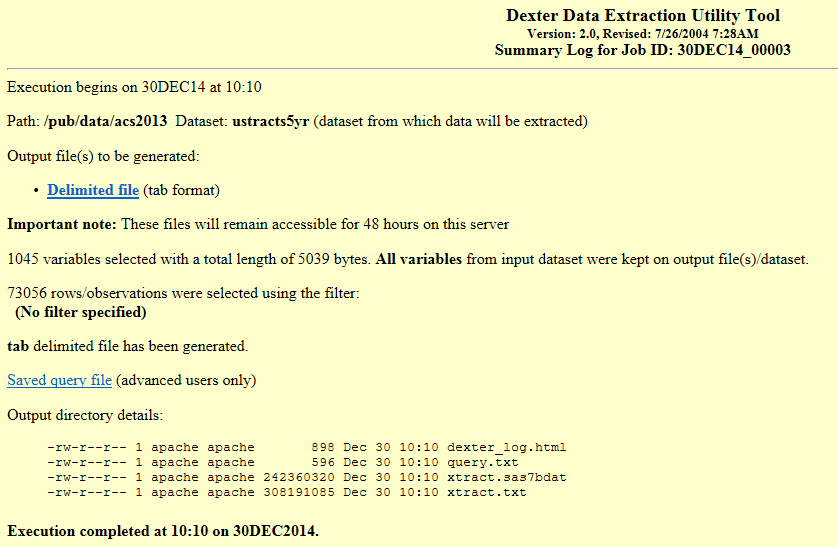 Dexter Data Extraction Utility Tool
Version: 2.0, Revised: 7/26/2004 7:28AM
Summary Log for Job ID: 30DEC14_00003
Execution begins on 30DEC14 at 10:10
Path: /pub/data/acs2013 Dataset: ustracts5yr (dataset from which data will be extracted)
Output file(s) to be generated:
• Delimited file (tab format)
Important note: These files will remain accessible for 48 hours on this server
1045 variables selected with a total length of 5039 bytes. All variables from input dataset were kept on output file(s)/dataset.
73056 rows/observations were selected using the filter:
(No filter specified)
tab delimited file has been generated.
Saved query file (advanced users only)
Output directory details:
-rw-r--r-- 1 apache apache 898 Dec 30 10:10 dexter_log.html
-rw-r--r-- 1 apache apache 596 Dec 30 10:10 query.txt
-rw-r--r-- 1 apache apache 242360320 Dec 30 10:10 xtract.sas7bdat
-rw-r--r-- 1 apache apache 308191085 Dec 30 10:10 xtract.txt
Execution completed at 10:10 on 30DEC2014.